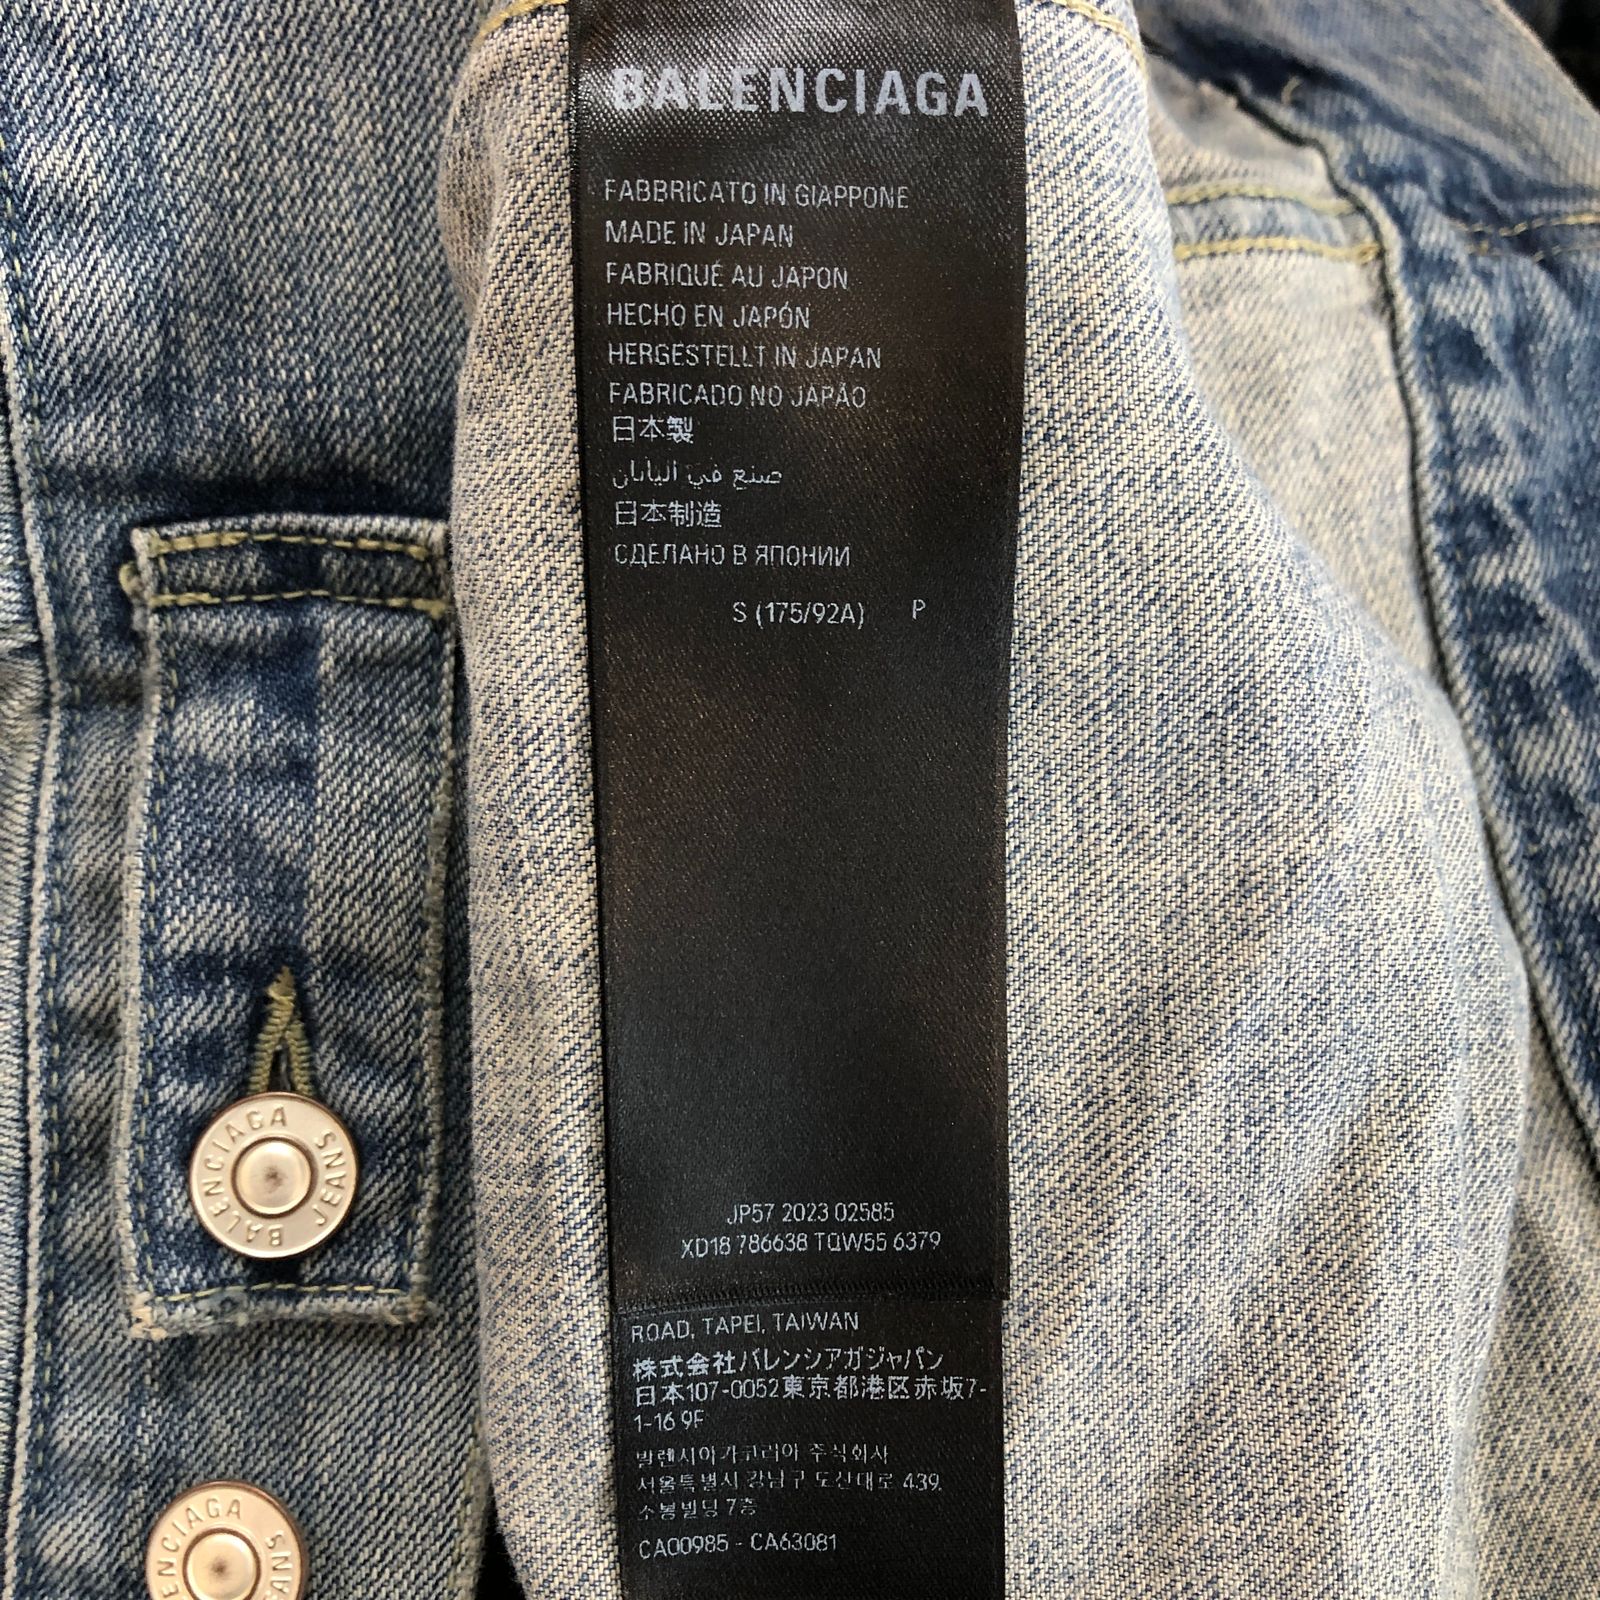 BALENCIAGA
FABBRICATO IN GIAPPONE
MADE IN JAPAN
FABRIQUÉ AU JAPON
HECHO EN JAPÓN
HERGESTELLT IN JAPAN
FABRICADO NO JAPÃO
日本製
صنع في اليابان
日本制造
СДЕЛАНО В ЯПОНИИ
S (175/92A) P
JP57 2023 02585
XD18 786638 TQW55 6379
ROAD, TAPEI, TAIWAN
株式会社バレンシアガジャパン
日本107-0052東京都港区赤坂7-
1-16 9F
발렌시아가코리아 주식회사
서울특별시 강남구 도산대로 439,
소봉빌딩 7층
CA00985 - CA63081
BALENCIAGA JEANS
ENCIAGA EANS